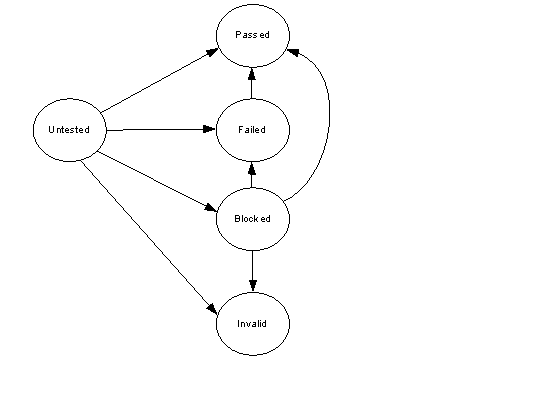 Passed
Untested
Failed
Blocked
Invalid